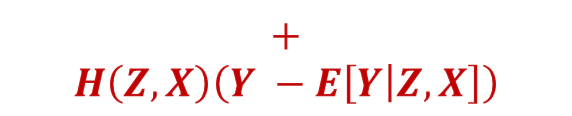 +
H(Z, X)(Y − E[Y|Z, X])